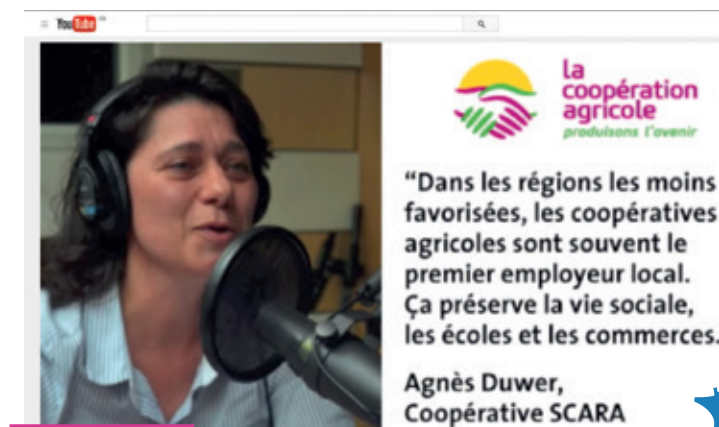 YouTube
la
coopération
agricole
produisons l'avenir
“Dans les régions les moins
favorisées, les coopératives
agricoles sont souvent le
premier employeur local.
Ça préserve la vie sociale,
les écoles et les commerces.
Agnès Duwer,
Coopérative SCARA